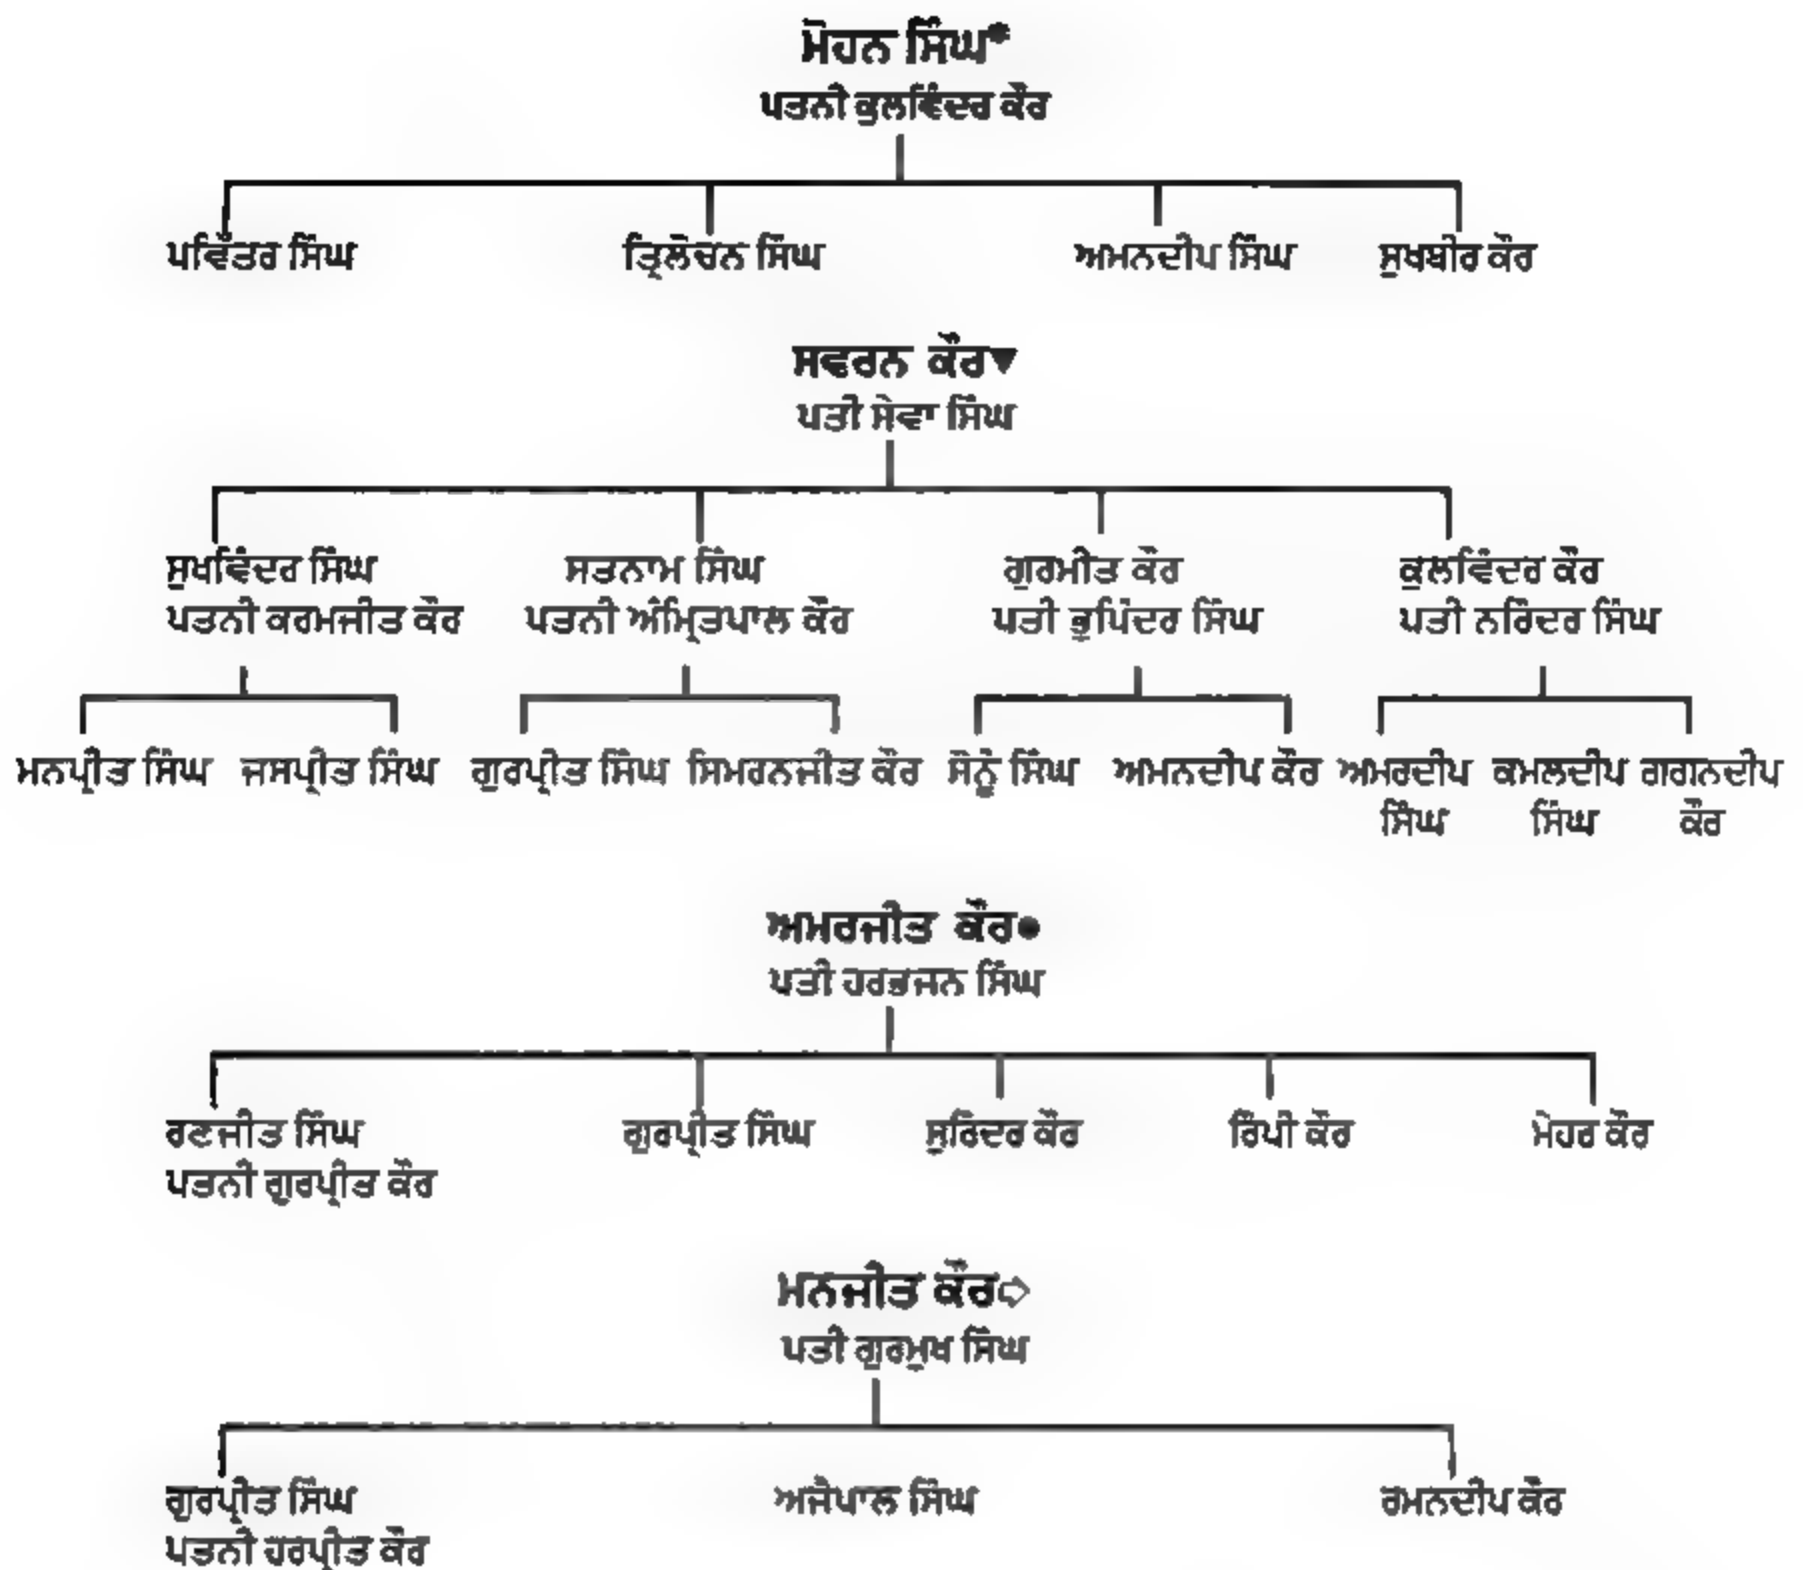 ਮੋਹਨ ਸਿੰਘ*
ਪਤਨੀ ਕੁਲਵਿੰਦਰ ਕੌਰ
ਪਵਿੱਤਰ ਸਿੰਘ ਤ੍ਰਿਲੋਚਨ ਸਿੰਘ ਅਮਨਦੀਪ ਸਿੰਘ ਸੁਖਬੀਰ ਕੌਰ
ਸਵਰਨ ਕੌਰ▼
ਪਤੀ ਸੇਵਾ ਸਿੰਘ
ਸੁਖਵਿੰਦਰ ਸਿੰਘ ਸਤਨਾਮ ਸਿੰਘ ਗੁਰਮੀਤ ਕੌਰ ਕੁਲਵਿੰਦਰ ਕੌਰ
ਪਤਨੀ ਕਰਮਜੀਤ ਕੌਰ ਪਤਨੀ ਅੰਮ੍ਰਿਤਪਾਲ ਕੌਰ ਪਤੀ ਭੁਪਿੰਦਰ ਸਿੰਘ ਪਤੀ ਨਰਿੰਦਰ ਸਿੰਘ
ਮਨਪ੍ਰੀਤ ਸਿੰਘ ਜਸਪ੍ਰੀਤ ਸਿੰਘ ਗੁਰਪ੍ਰੀਤ ਸਿੰਘ ਸਿਮਰਨਜੀਤ ਕੌਰ ਸੋਨੂੰ ਸਿੰਘ ਅਮਨਦੀਪ ਕੌਰ ਅਮਰਦੀਪ ਕਮਲਦੀਪ ਗਗਨਦੀਪ
ਸਿੰਘ ਸਿੰਘ ਕੌਰ
ਅਮਰਜੀਤ ਕੌਰ●
ਪਤੀ ਹਰਭਜਨ ਸਿੰਘ
ਰਣਜੀਤ ਸਿੰਘ ਗੁਰਪ੍ਰੀਤ ਸਿੰਘ ਸੁਰਿੰਦਰ ਕੌਰ ਰਿੰਪੀ ਕੌਰ ਮੇਹਰ ਕੌਰ
ਪਤਨੀ ਗੁਰਪ੍ਰੀਤ ਕੌਰ
ਮਨਜੀਤ ਕੌਰ➪
ਪਤੀ ਗੁਰਮੁਖ ਸਿੰਘ
ਗੁਰਪ੍ਰੀਤ ਸਿੰਘ ਅਜੈਪਾਲ ਸਿੰਘ ਰਮਨਦੀਪ ਕੌਰ
ਪਤਨੀ ਹਰਪ੍ਰੀਤ ਕੌਰ